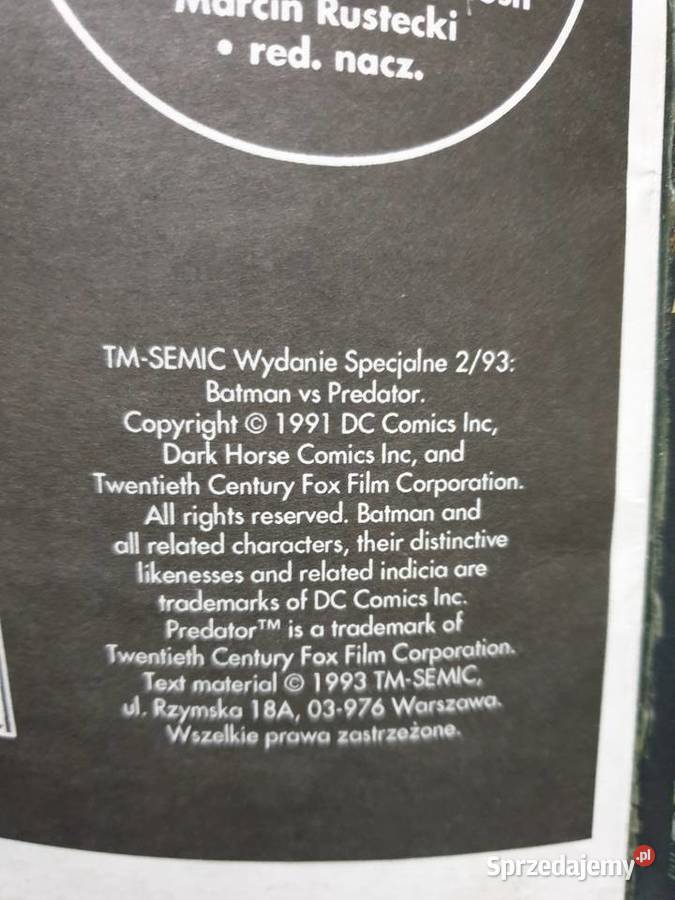 Marcin Rustecki
• red. nacz.
TM-SEMIC Wydanie Specjalne 2/93:
Batman vs Predator.
Copyright © 1991 DC Comics Inc,
Dark Horse Comics Inc, and
Twentieth Century Fox Film Corporation.
All rights reserved. Batman and
all related characters, their distinctive
likenesses and related indicia are
trademarks of DC Comics Inc.
Predator™ is a trademark of
Twentieth Century Fox Film Corporation.
Text material © 1993 TM-SEMIC,
ul. Rzymska 18A, 03-976 Warszawa.
Wszelkie prawa zastrzeżone.
Sprzedajemy.pl